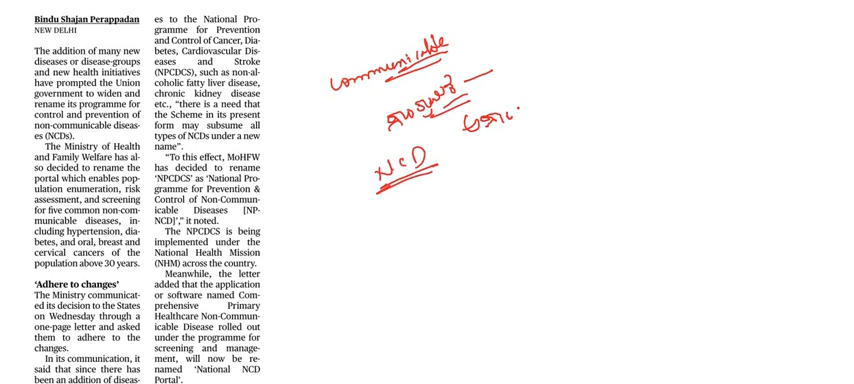 Bindu Shajan Perappadan
NEW DELHI
The addition of many new
diseases or disease-groups
and new health initiatives
have prompted the Union
government to widen and
rename its programme for
control and prevention of
non-communicable diseas-
es (NCDs).
The Ministry of Health
and Family Welfare has al-
so decided to rename the
portal which enables pop-
ulation enumeration, risk
assessment, and screening
for five common non-com-
municable diseases, in-
cluding hypertension, dia-
betes, and oral, breast and
cervical cancers of the
population above 30 years.
‘Adhere to changes’
The Ministry communicat-
ed its decision to the States
on Wednesday through a
one-page letter and asked
them to adhere to the
changes.
In its communication, it
said that since there has
been an addition of diseas-
es to the National Pro-
gramme for Prevention
and Control of Cancer, Dia-
betes, Cardiovascular Dis-
eases and Stroke
(NPCDCS), such as non-al-
coholic fatty liver disease,
chronic kidney disease
etc., “there is a need that
the Scheme in its present
form may subsume all
types of NCDs under a new
name”.
“To this effect, MoHFW
has decided to rename
‘NPCDCS’ as ‘National Pro-
gramme for Prevention &
Control of Non-Commun-
icable Diseases [NP-
NCD]’,” it noted.
The NPCDCS is being
implemented under the
National Health Mission
(NHM) across the country.
Meanwhile, the letter
added that the application
or software named Com-
prehensive Primary
Healthcare Non-Commun-
icable Disease rolled out
under the programme for
screening and manage-
ment, will now be re-
named ‘National NCD
Portal’.
communicable
NCD